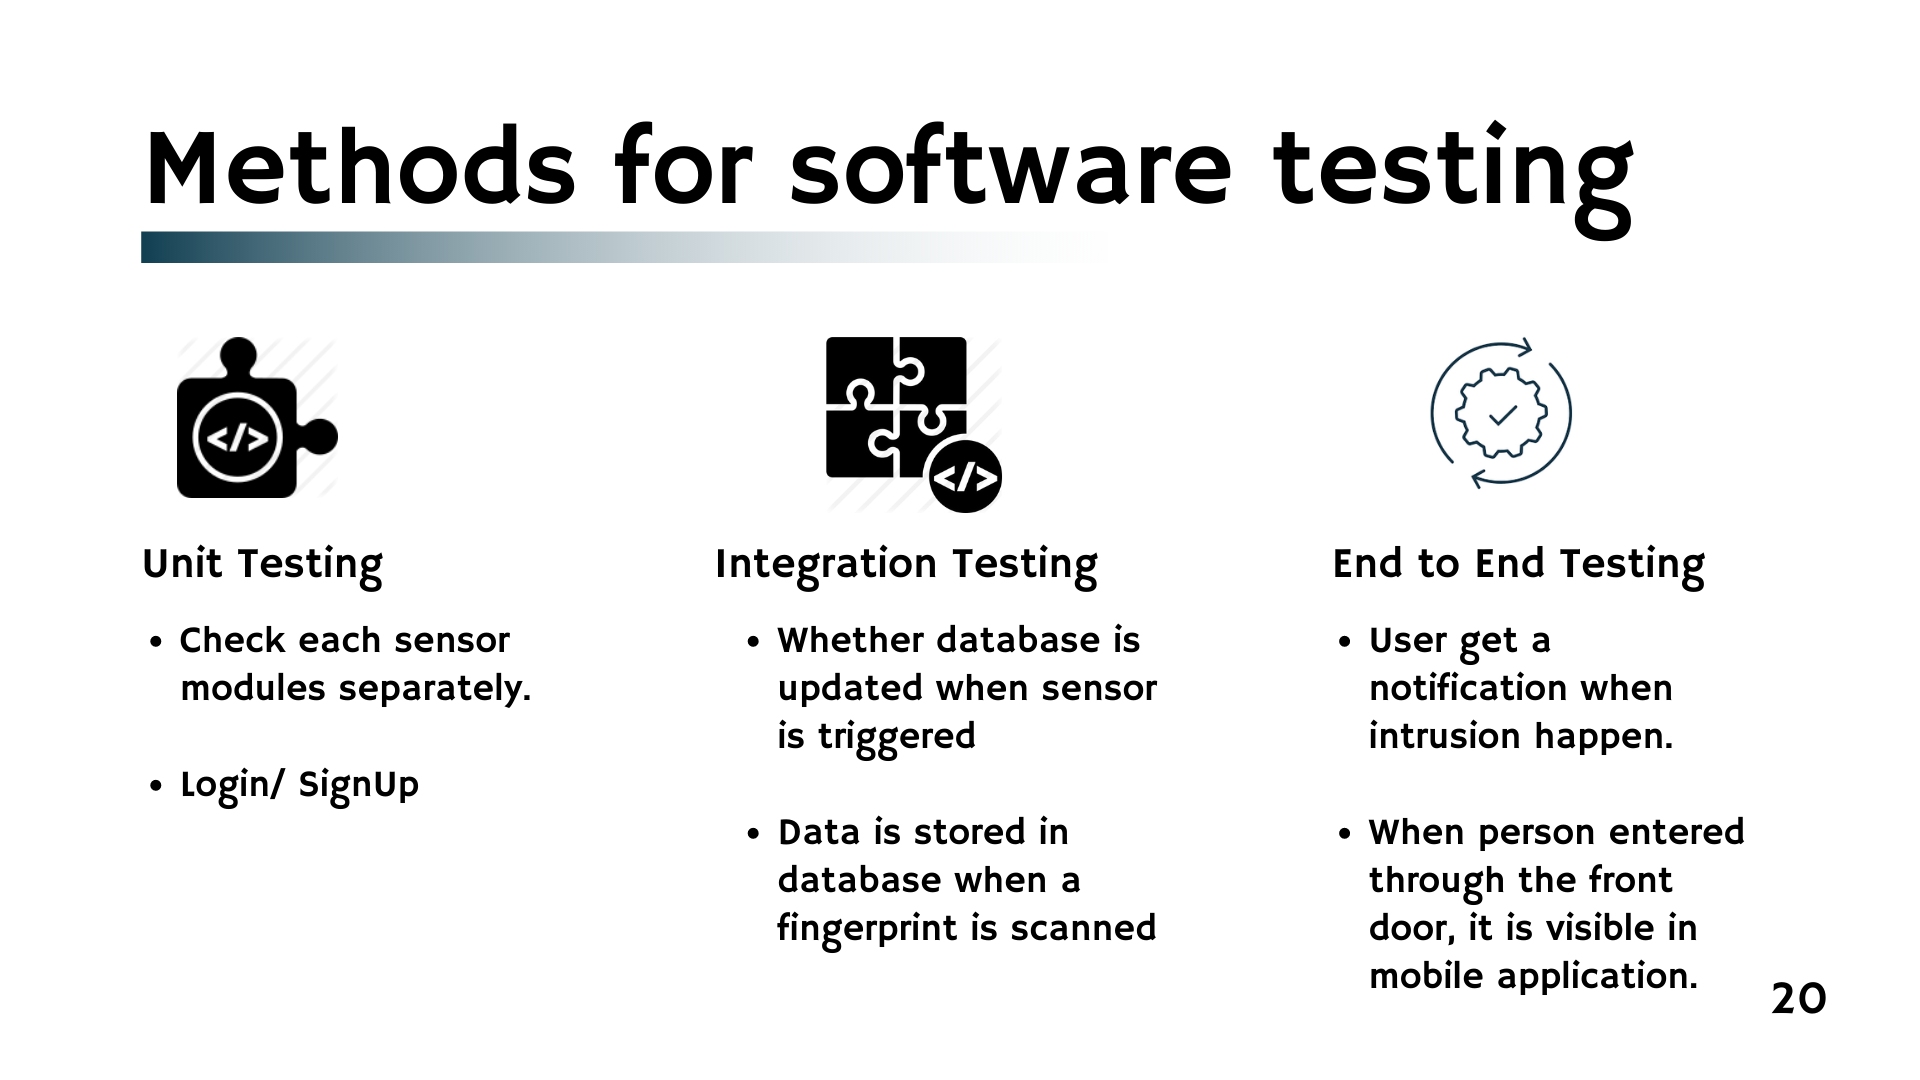 Methods for software testing
</>
</>
Unit Testing
• Check each sensor
modules separately.
• Login/ SignUp
Integration Testing
• Whether database is
updated when sensor
is triggered
• Data is stored in
database when a
fingerprint is scanned
End to End Testing
• User get a
notification when
intrusion happen.
• When person entered
through the front
door, it is visible in
mobile application.
20